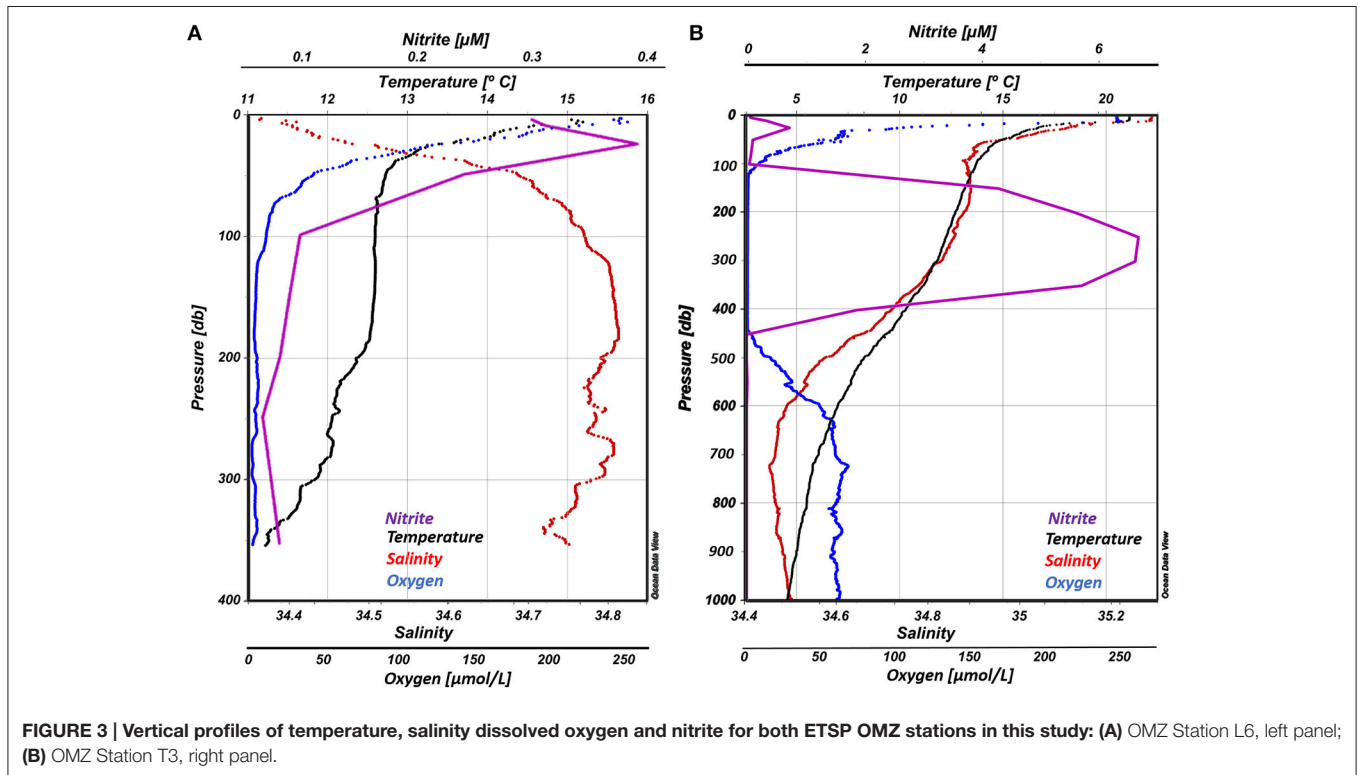 A
Nitrite [µM]
0.1 0.2 0.3 0.4
Temperature [º C]
11 12 13 14 15 16
0
100
200
300
400
Pressure [db]
Nitrite
Temperature
Salinity
Oxygen
Ocean Data View
34.4 34.5 34.6 34.7 34.8
Salinity
0 50 100 150 200 250
Oxygen [µmol/L]
B
Nitrite [µM]
0 2 4 6
Temperature [º C]
5 10 15 20
0
100
200
300
400
500
600
700
800
900
1000
Pressure [db]
Nitrite
Temperature
Salinity
Oxygen
Ocean Data View
34.4 34.6 34.8 35 35.2
Salinity
0 50 100 150 200 250
Oxygen [µmol/L]
FIGURE 3 | Vertical profiles of temperature, salinity dissolved oxygen and nitrite for both ETSP OMZ stations in this study: (A) OMZ Station L6, left panel;
(B) OMZ Station T3, right panel.